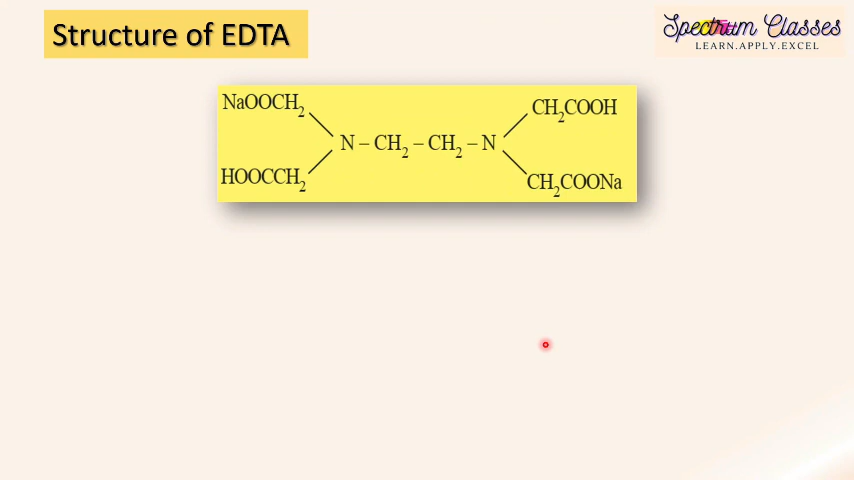 Structure of EDTA
Spectrum Classes
LEARN.APPLY.EXCEL
NaOOCH2 CH2COOH
N – CH2 – CH2 – N
HOOCCH2 CH2COONa